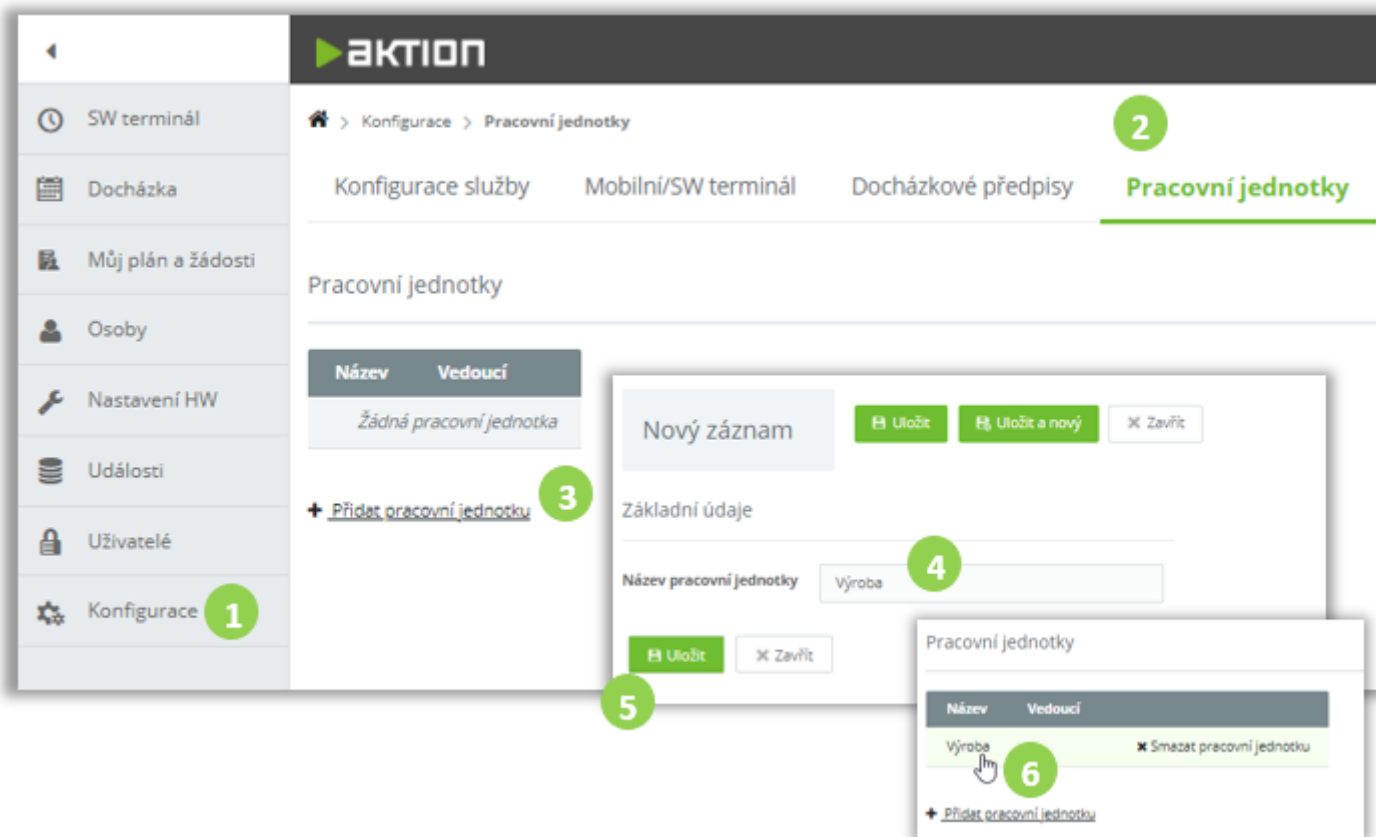 aktion
SW terminál
Docházka
Můj plán a žádosti
Osoby
Nastavení HW
Události
Uživatelé
Konfigurace
1
> Konfigurace > Pracovní jednotky
2
Konfigurace služby Mobilní/SW terminál Docházkové předpisy Pracovní jednotky
Pracovní jednotky
Název Vedoucí
Žádná pracovní jednotka
3
+ Přidat pracovní jednotku
Nový záznam
Uložit Uložit a nový Zavřít
Základní údaje
4
Název pracovní jednotky Výroba
Uložit Zavřít
5
Pracovní jednotky
Název Vedoucí
Výroba Smazat pracovní jednotku
6
+ Přidat pracovní jednotku